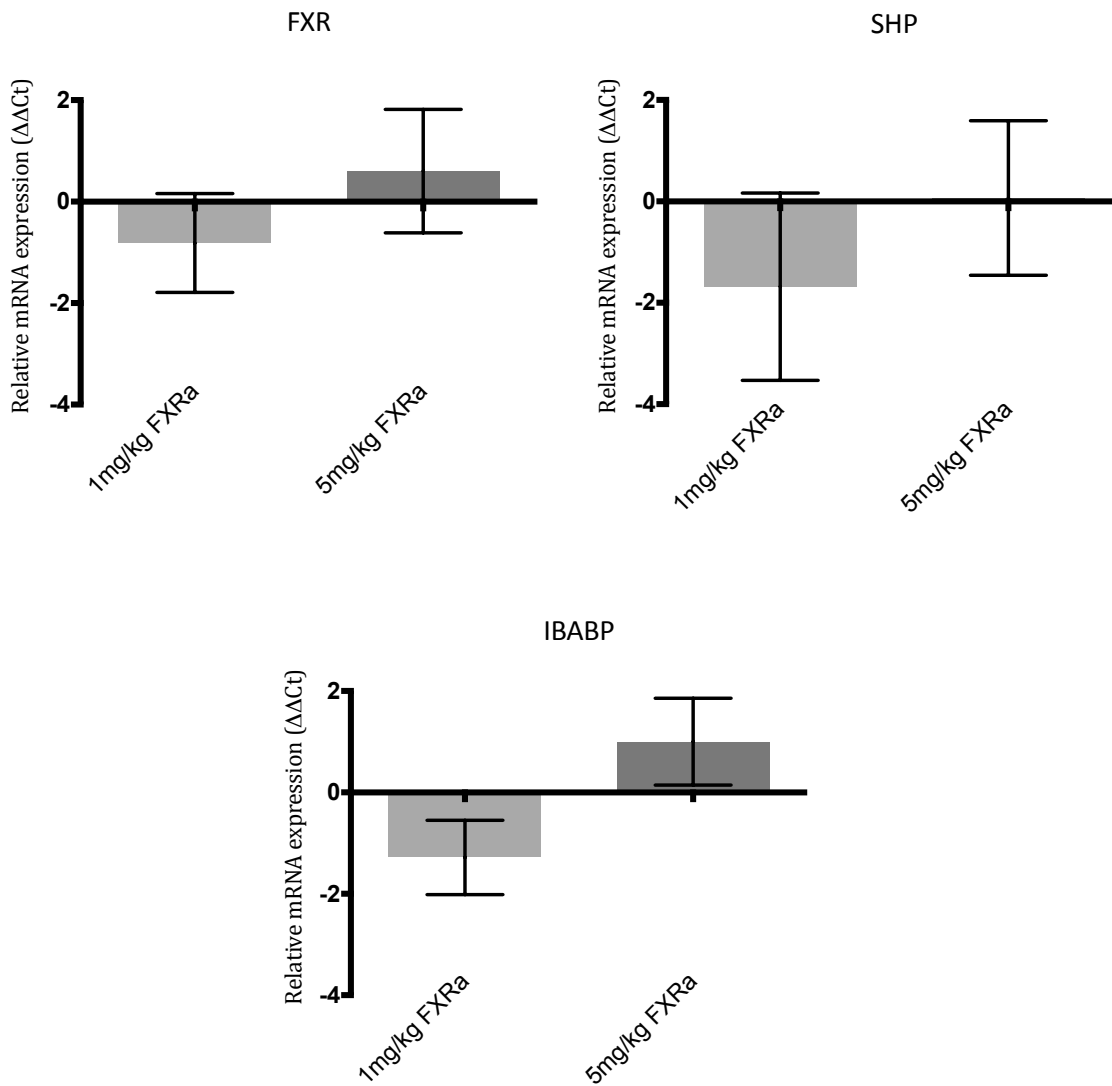 FXR
Relative mRNA expression (ΔΔCt)
2
0
-2
-4
1mg/kg FXRa
5mg/kg FXRa
SHP
Relative mRNA expression (ΔΔCt)
2
0
-2
-4
1mg/kg FXRa
5mg/kg FXRa
IBABP
Relative mRNA expression (ΔΔCt)
2
0
-2
-4
1mg/kg FXRa
5mg/kg FXRa